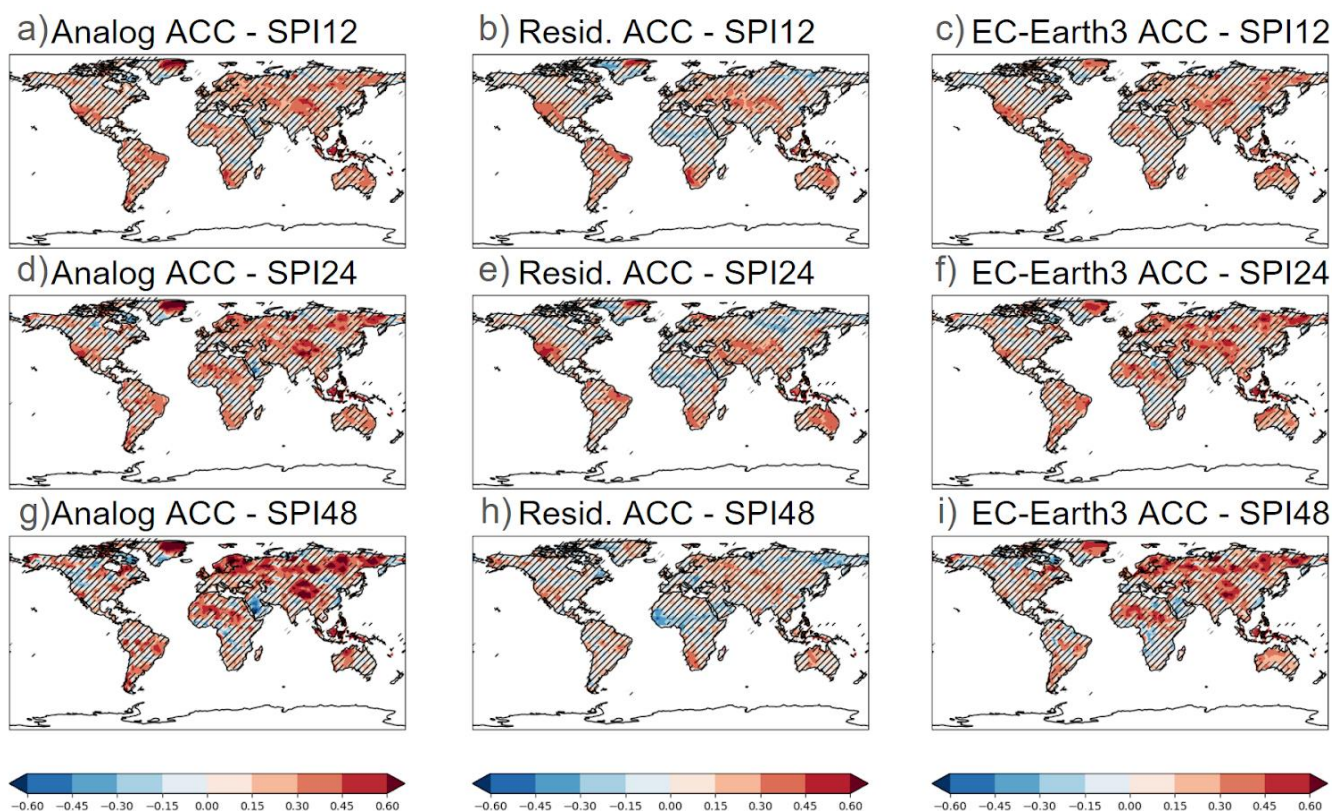 a) Analog ACC - SPI12
b) Resid. ACC - SPI12
c) EC-Earth3 ACC - SPI12
d) Analog ACC - SPI24
e) Resid. ACC - SPI24
f) EC-Earth3 ACC - SPI24
g) Analog ACC - SPI48
h) Resid. ACC - SPI48
i) EC-Earth3 ACC - SPI48
−0.60 −0.45 −0.30 −0.15 0.00 0.15 0.30 0.45 0.60
−0.60 −0.45 −0.30 −0.15 0.00 0.15 0.30 0.45 0.60
−0.60 −0.45 −0.30 −0.15 0.00 0.15 0.30 0.45 0.60